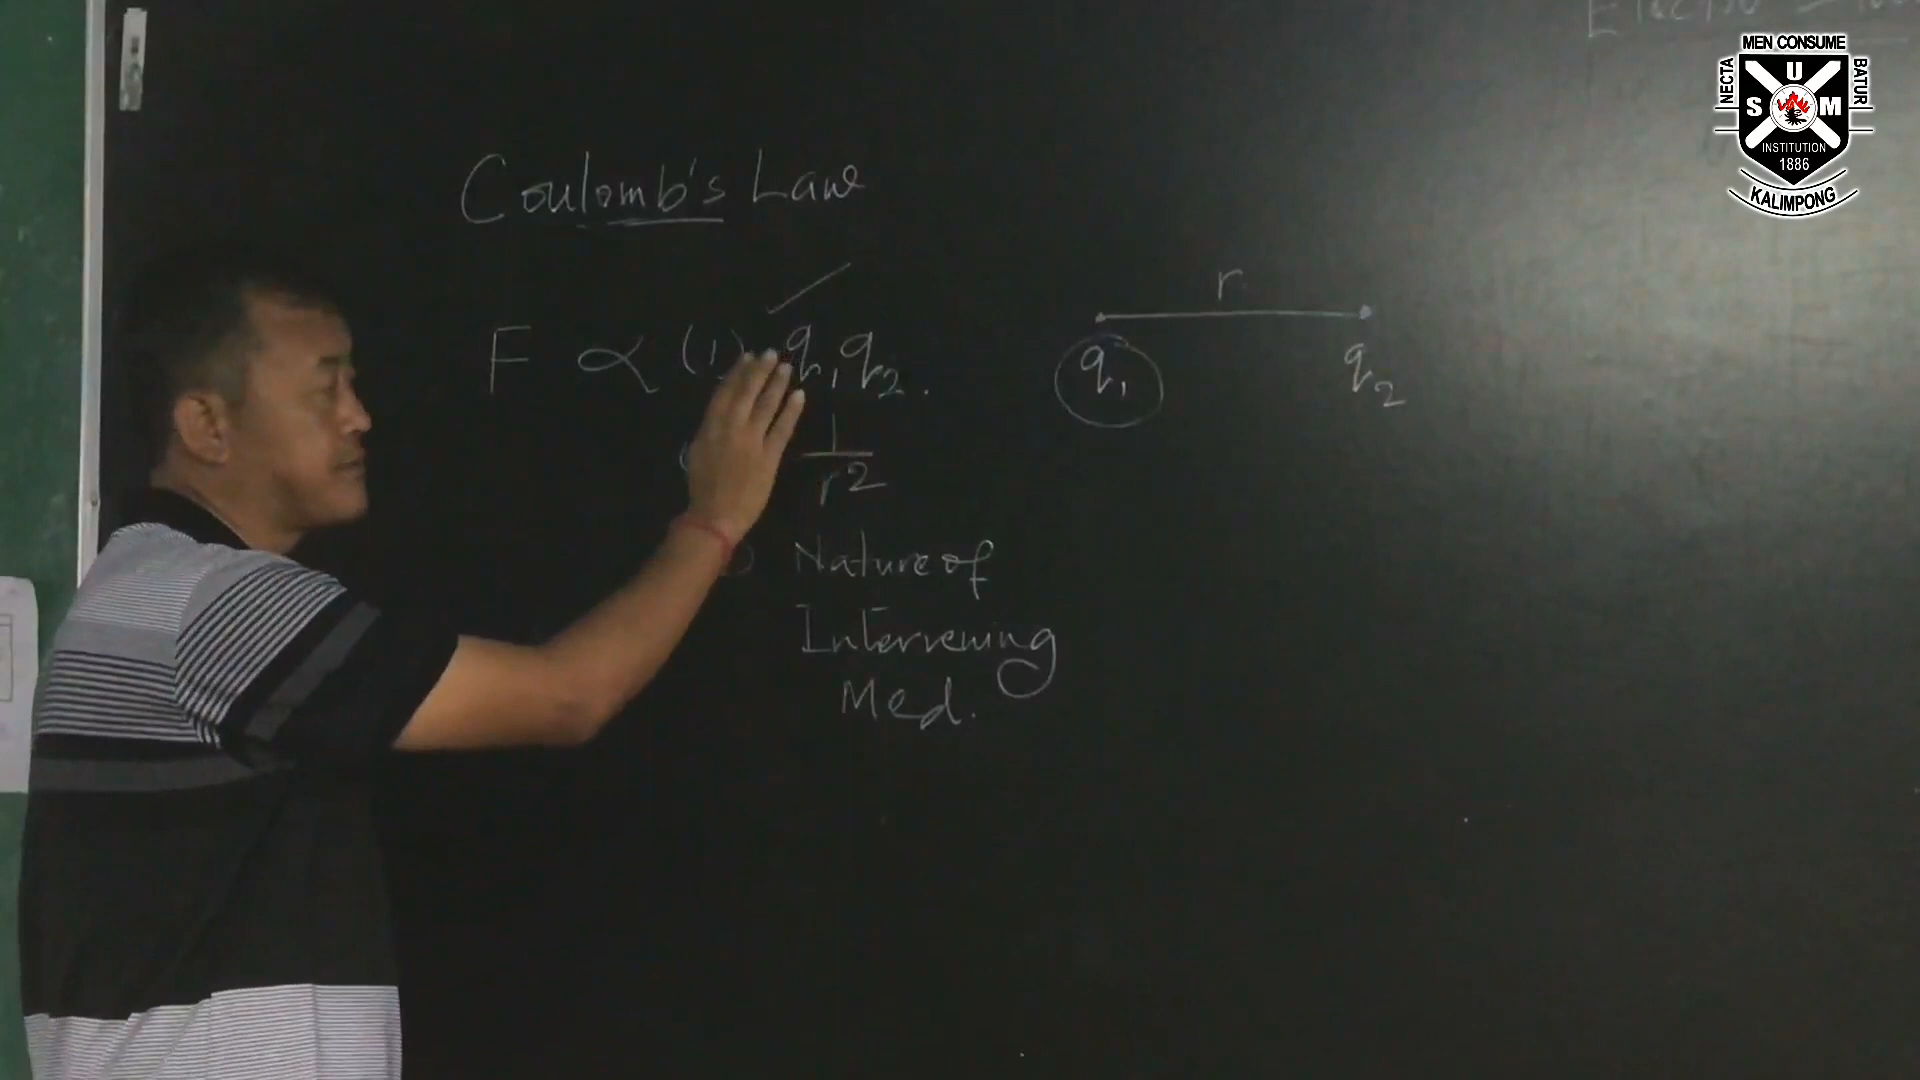 MEN CONSUME
NECTA
BATUR
S U M
INSTITUTION
1886
KALIMPONG
Coulomb's Law
F ∝ (1) q₁q₂.
1
r²
Nature of
Intervening
Med.
r
q₁ q₂